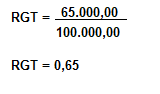 RGT = 65.000,00
100.000,00
RGT = 0,65